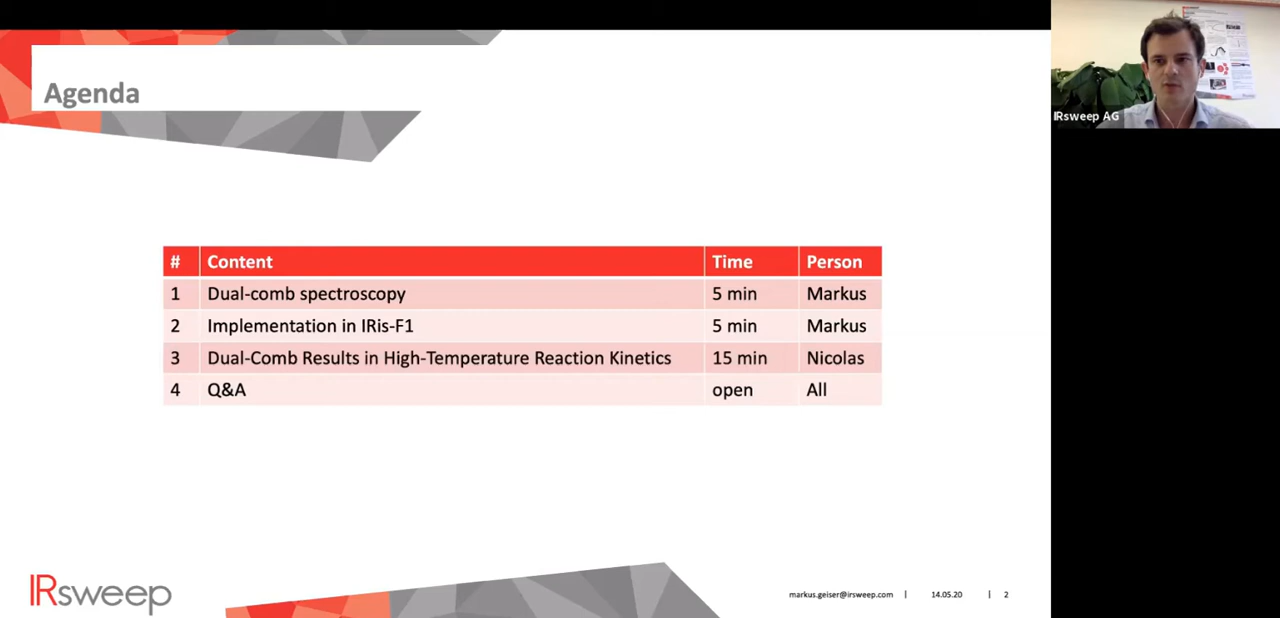 Agenda
IRsweep AG
# Content Time Person
1 Dual-comb spectroscopy 5 min Markus
2 Implementation in IRis-F1 5 min Markus
3 Dual-Comb Results in High-Temperature Reaction Kinetics 15 min Nicolas
4 Q&A open All
IRsweep
markus.geiser@irsweep.com | 14.05.20 | 2